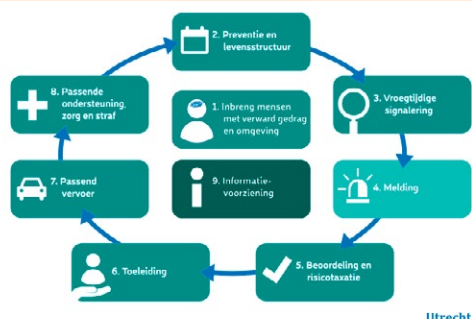 2. Preventie en
levensstructuur
8. Passende
ondersteuning,
zorg en straf
1. Inbreng mensen
met verward gedrag
en omgeving
3. Vroegtijdige
signalering
7. Passend
vervoer
9. Informatie-
voorziening
4. Melding
6. Toeleiding
5. Beoordeling en
risicotaxatie
Utrecht